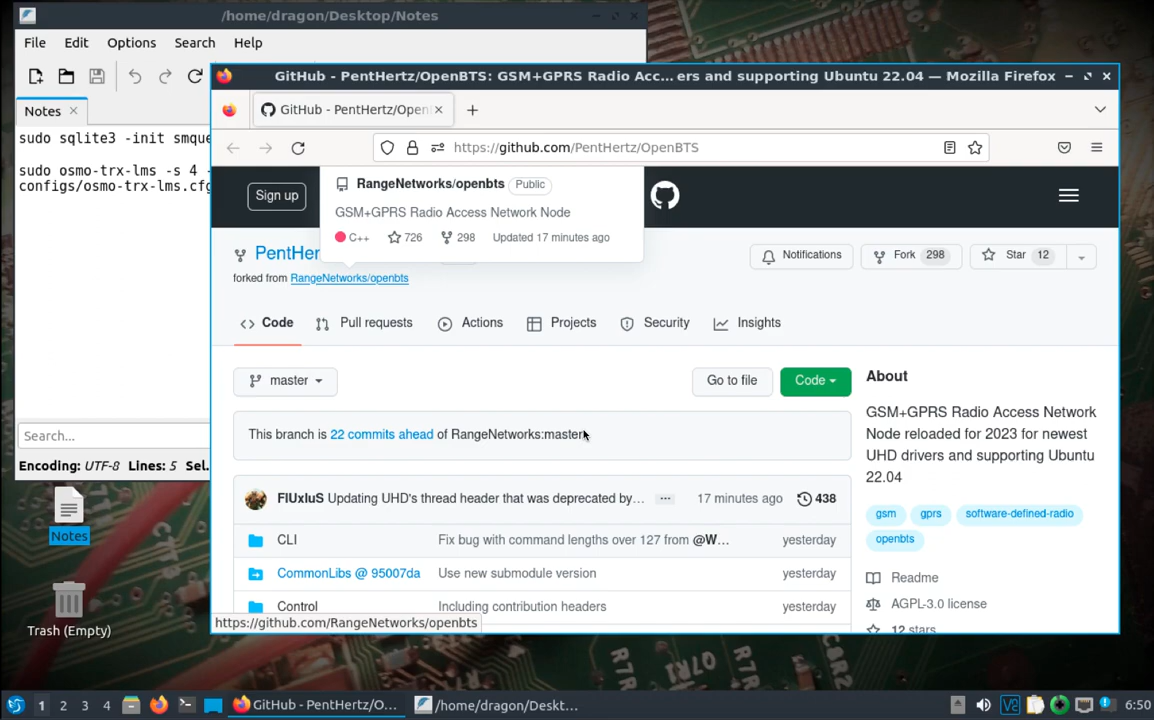 /home/dragon/Desktop/Notes
File Edit Options Search Help
Notes
sudo sqlite3 -init smque
sudo osmo-trx-lms -s 4 -
configs/osmo-trx-lms.cfg
Search...
Encoding: UTF-8 Lines: 5 Sel.
GitHub - PentHertz/OpenBTS: GSM+GPRS Radio Acc... ers and supporting Ubuntu 22.04 — Mozilla Firefox
GitHub - PentHertz/Open
https://github.com/PentHertz/OpenBTS
Sign up
RangeNetworks/openbts Public
GSM+GPRS Radio Access Network Node
C++ 726 298 Updated 17 minutes ago
PentHer
forked from RangeNetworks/openbts
Notifications Fork 298 Star 12
Code Pull requests Actions Projects Security Insights
master Go to file Code
This branch is 22 commits ahead of RangeNetworks:master
FlUxIuS Updating UHD's thread header that was deprecated by... 17 minutes ago 438
CLI Fix bug with command lengths over 127 from @W... yesterday
CommonLibs @ 95007da Use new submodule version yesterday
Control Including contribution headers yesterday
About
GSM+GPRS Radio Access Network
Node reloaded for 2023 for newest
UHD drivers and supporting Ubuntu
22.04
gsm gprs software-defined-radio
openbts
Readme
AGPL-3.0 license
12 stars
https://github.com/RangeNetworks/openbts
Notes
Trash (Empty)
1 2 3 4 GitHub - PentHertz/O... /home/dragon/Deskt... 6:50